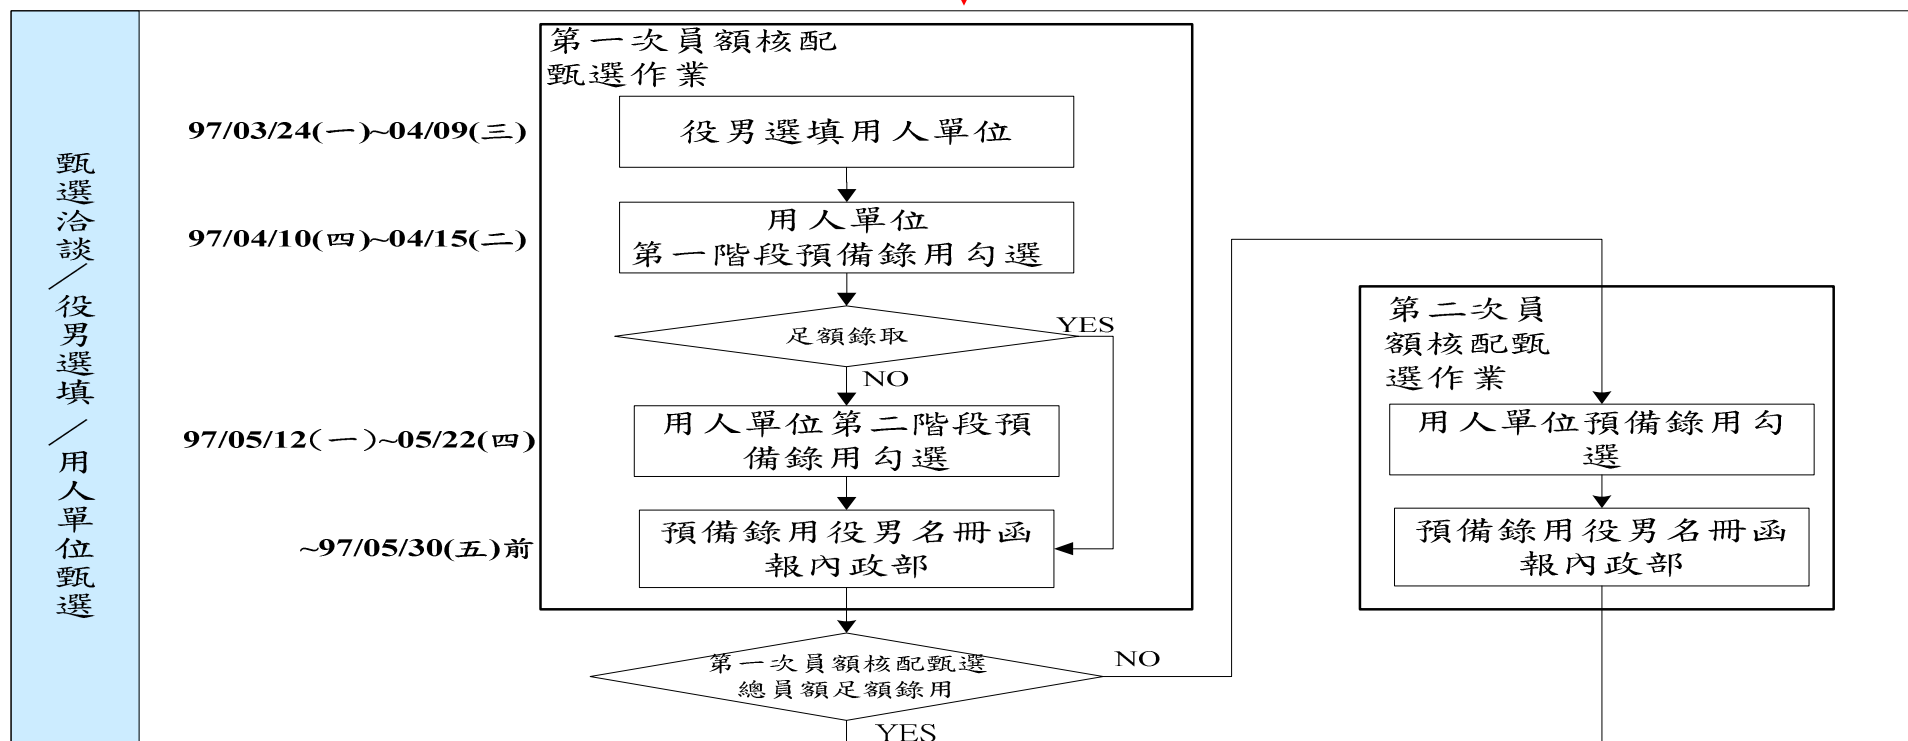 甄選洽談／役男選填／用人單位甄選
第一次員額核配
甄選作業
97/03/24(一)~04/09(三)
役男選填用人單位
97/04/10(四)~04/15(二)
用人單位
第一階段預備錄用勾選
足額錄取
YES
NO
97/05/12(一)~05/22(四)
用人單位第二階段預
備錄用勾選
~97/05/30(五)前
預備錄用役男名冊函
報內政部
第一次員額核配甄選
總員額足額錄用
NO
YES
第二次員
額核配甄
選作業
用人單位預備錄用勾
選
預備錄用役男名冊函
報內政部